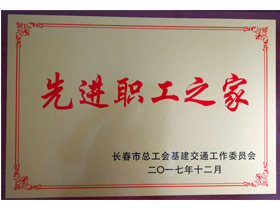 先进职工之家
长春市总工会基建交通工作委员会
二〇一七年十二月